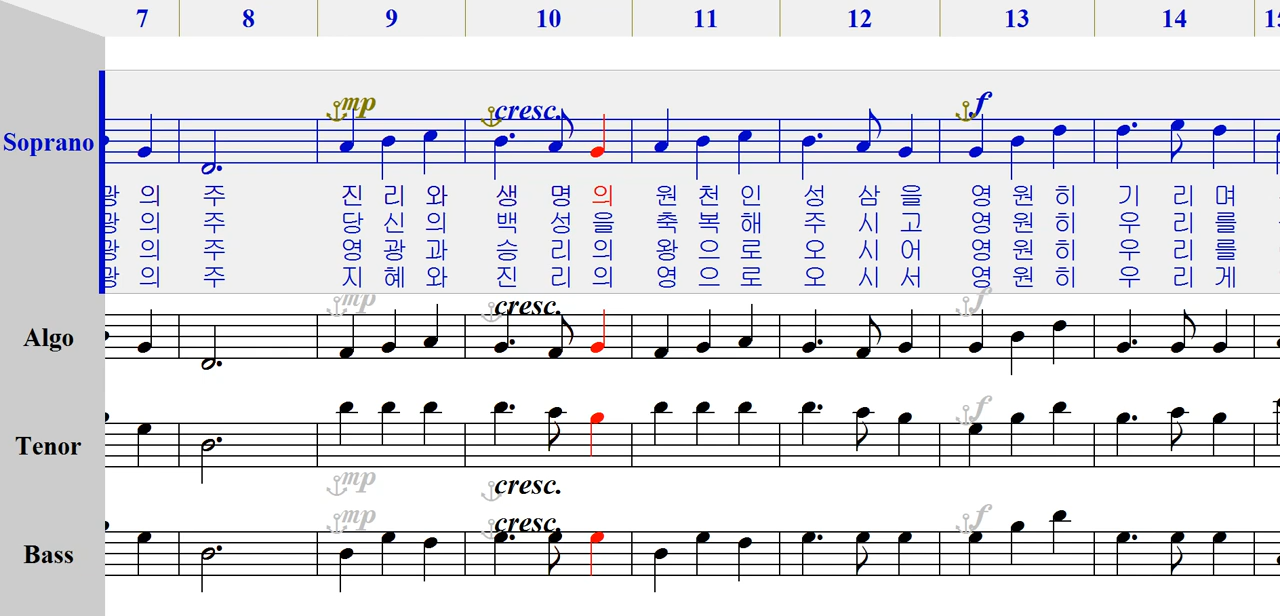 7 8 9 10 11 12 13 14
mp cresc. f
Soprano
의 주 진 리 와 생 명 의 원 천 인 성 삼 을 영 원 히 기 리 며
의 주 당 신 의 백 성 을 축 복 해 주 시 고 영 원 히 우 리 를
의 주 영 광 과 승 리 의 왕 으 로 오 시 어 영 원 히 우 리 를
의 주 지 혜 와 진 리 의 영 으 로 오 시 서 영 원 히 우 리 게
mp cresc. f
Algo
f
Tenor
mp cresc.
mp cresc. f
Bass